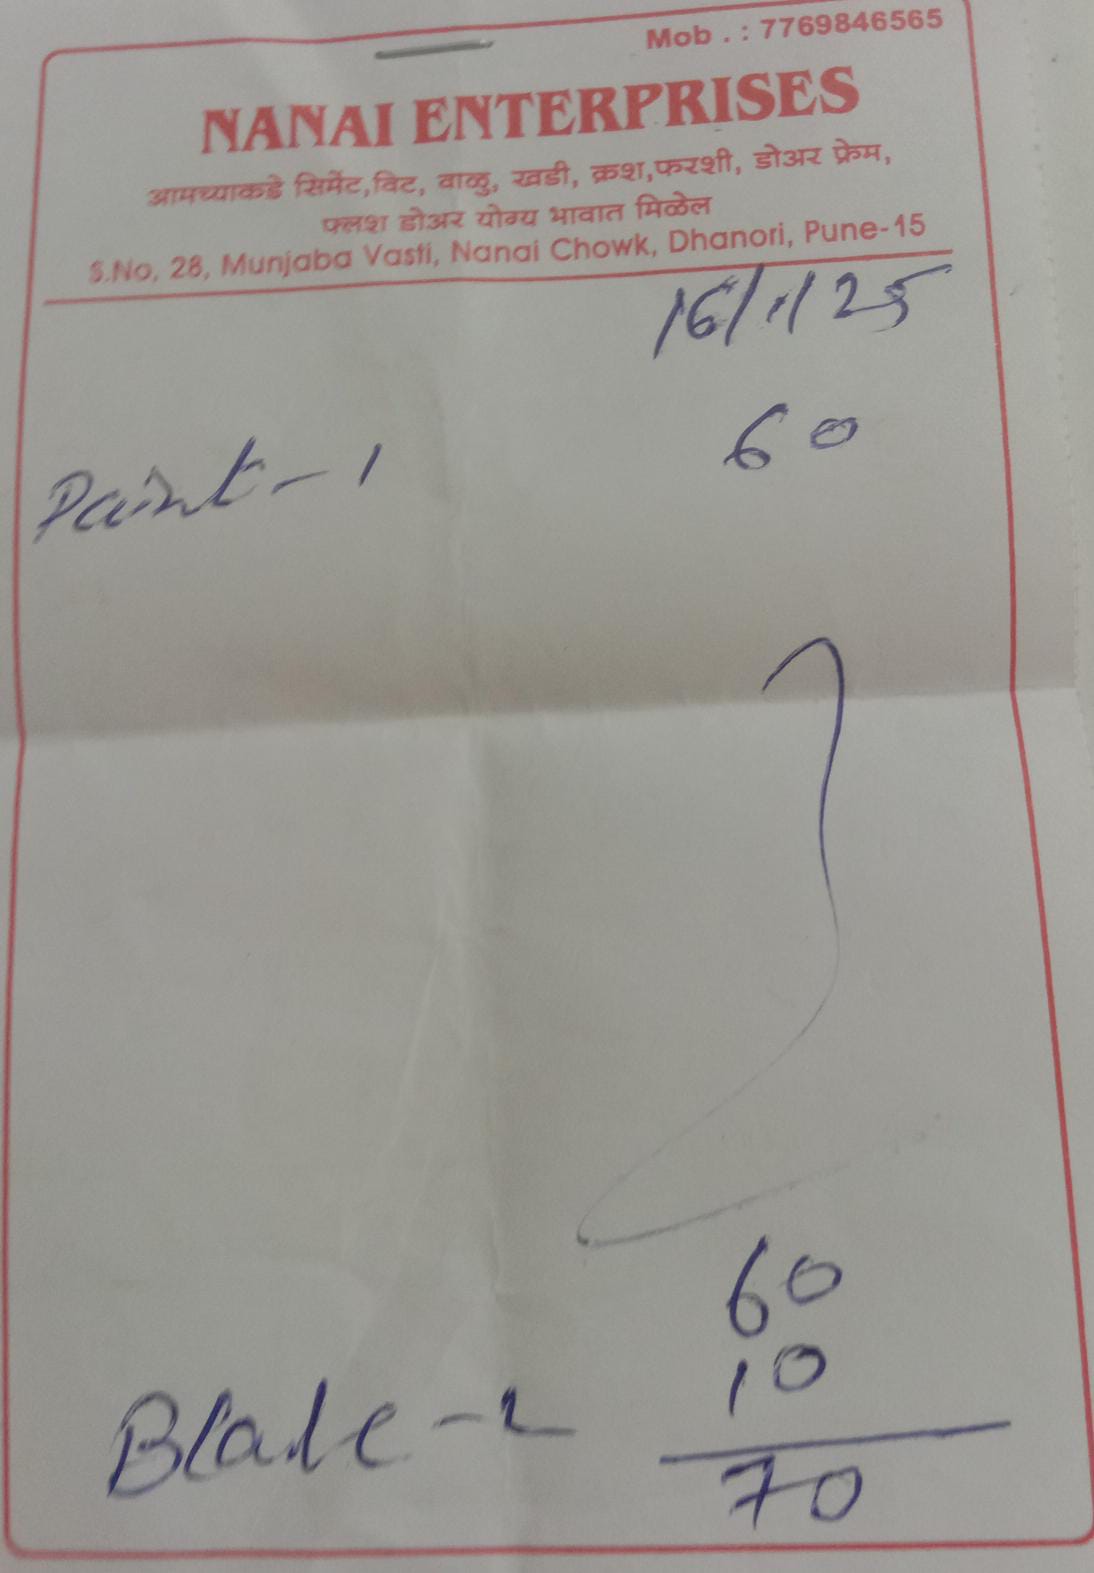 Mob . : 7769846565
NANAI ENTERPRISES
आमच्याकडे सिमेंट,विट, वाळु, खडी, क्रश,फरशी, डोअर फ्रेम,
फ्लश डोअर योग्य भावात मिळेल
S.No, 28, Munjaba Vasti, Nanai Chowk, Dhanori, Pune-15
16/1/25
Paint - 1 60
60
10
Blade - 2
70